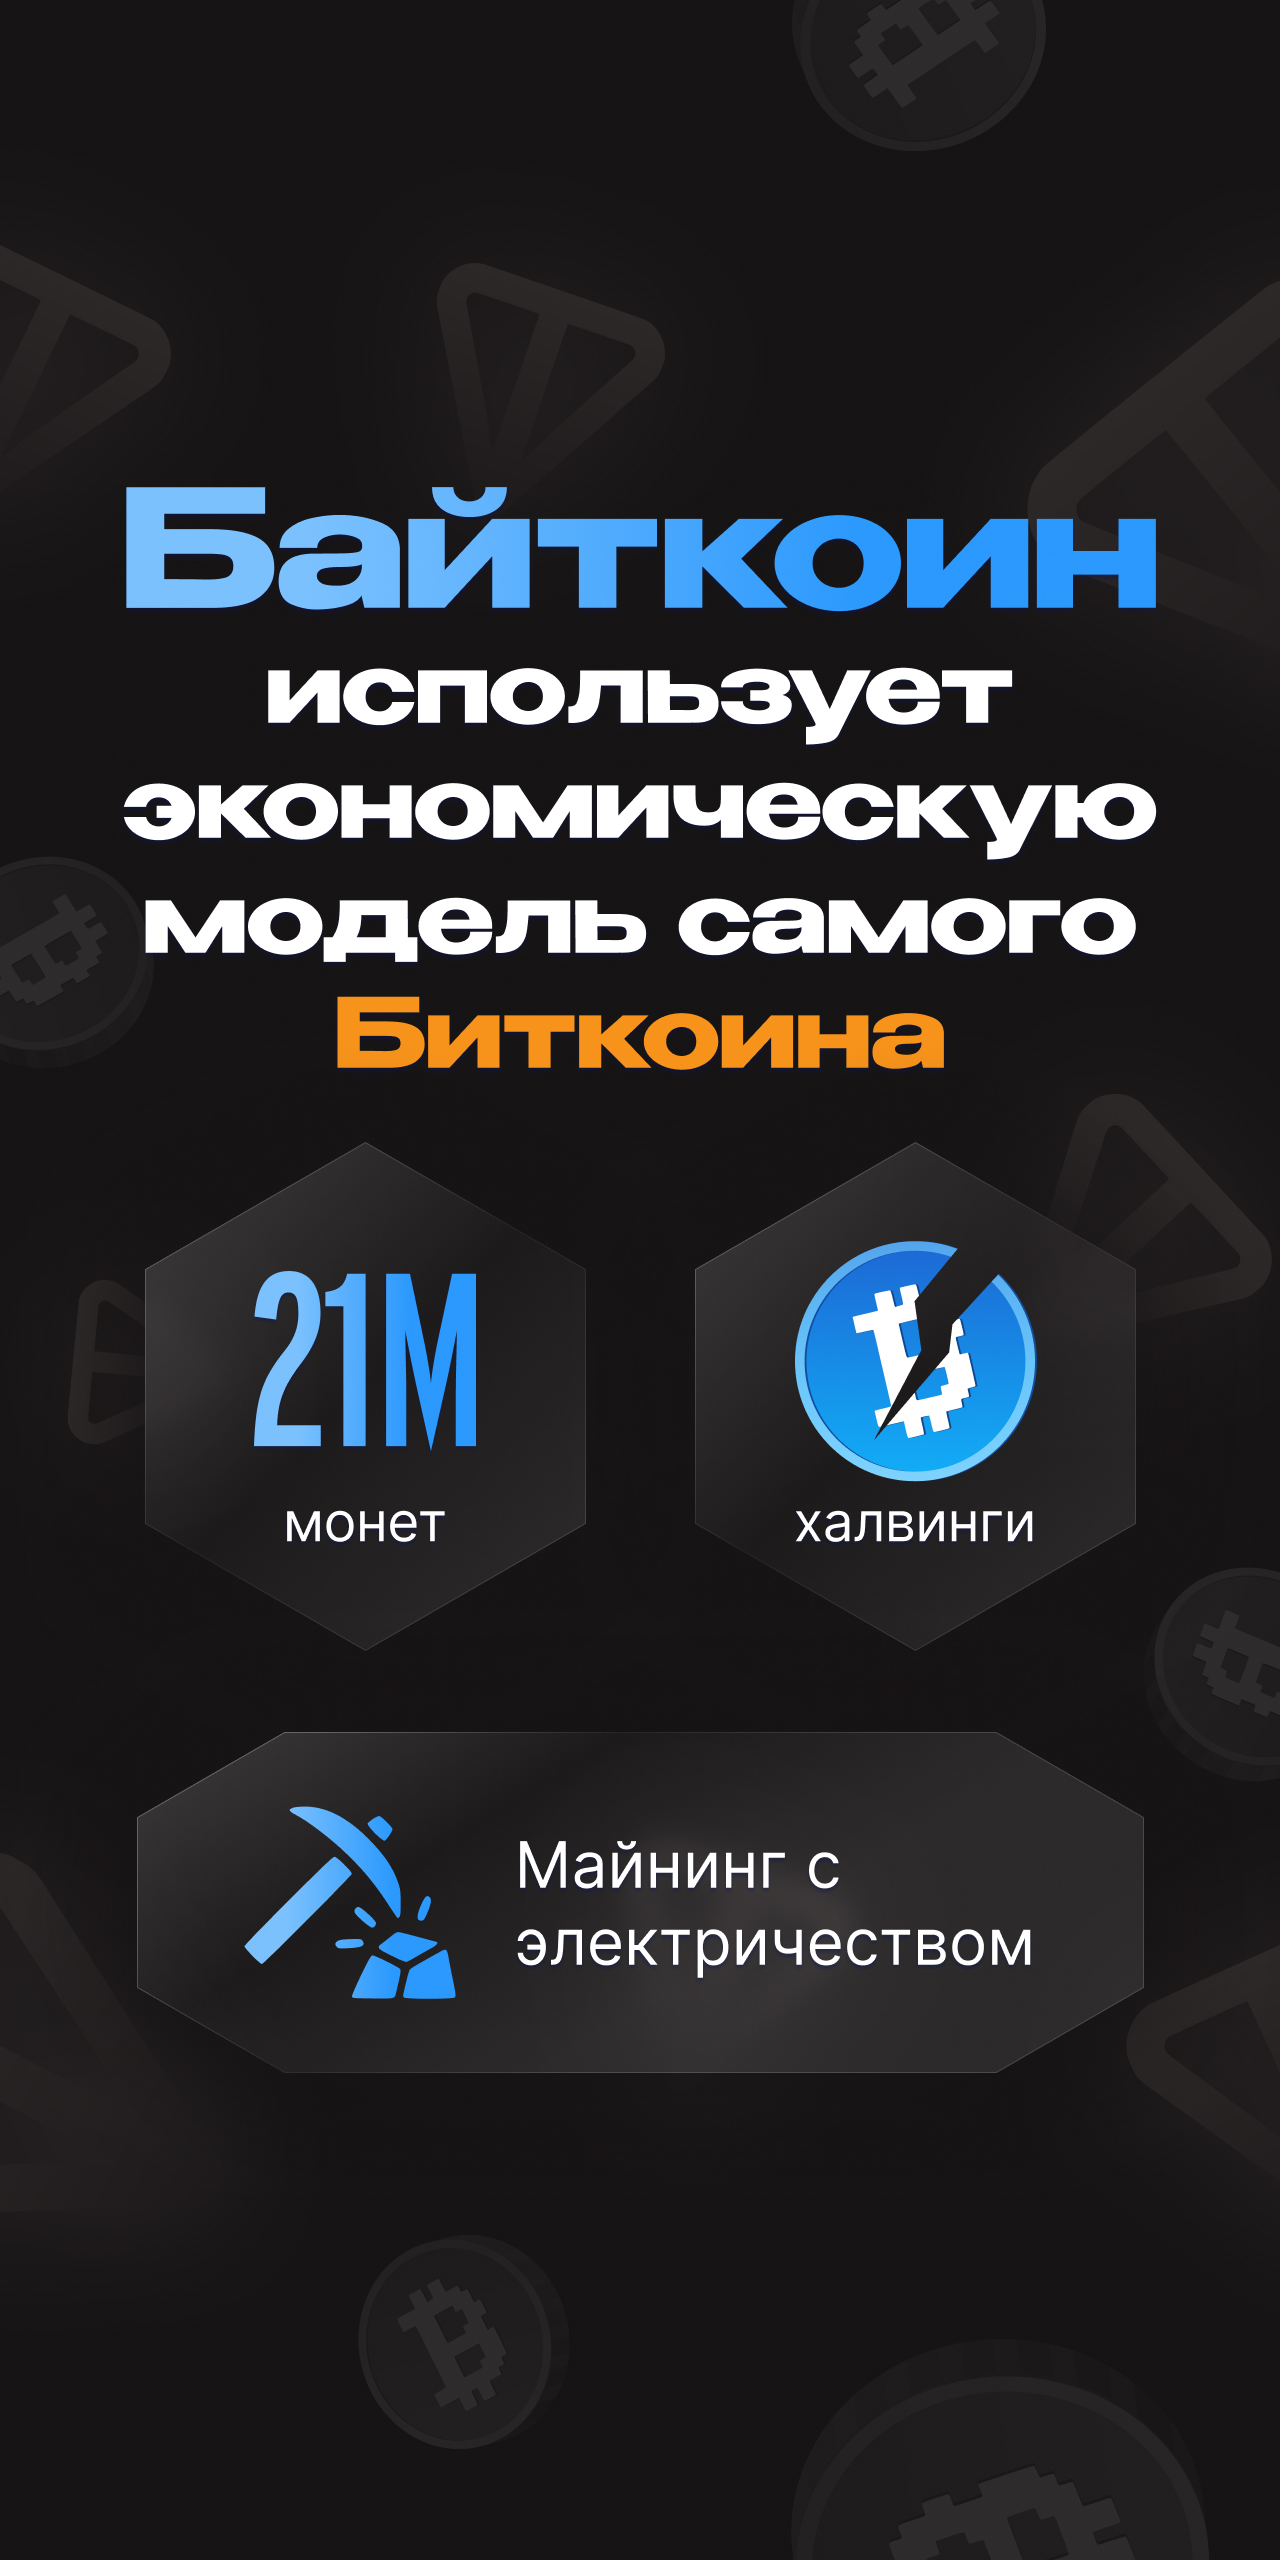 Байткоин
использует
экономическую
модель самого
Биткоина
21M
монет
халвинги
Майнинг с
электричеством